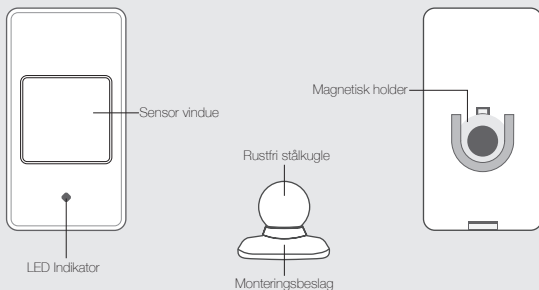 Sensor vindue
LED Indikator
Rustfri stålkugle
Monteringsbeslag
Magnetisk holder